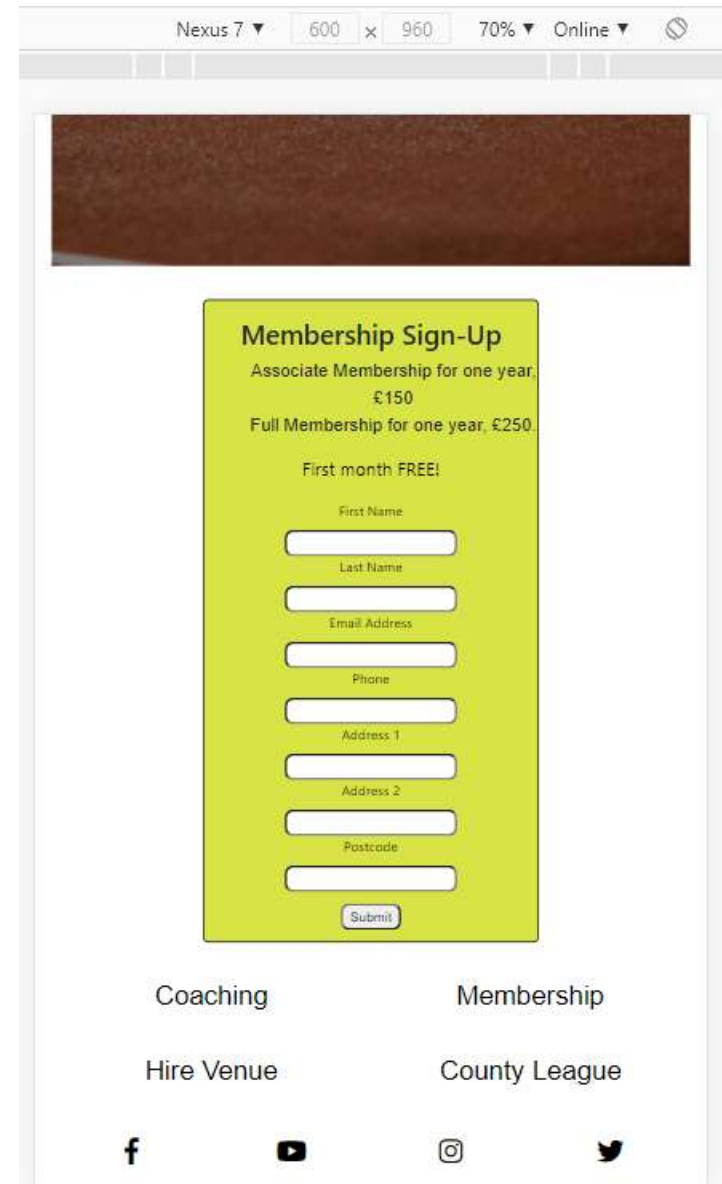 Nexus 7 ▼ 600 x 960 70% ▼ Online ▼
Membership Sign-Up
Associate Membership for one year,
£150
Full Membership for one year, £250.
First month FREE!
First Name
Last Name
Email Address
Phone
Address 1
Address 2
Postcode
Submit
Coaching Membership
Hire Venue County League